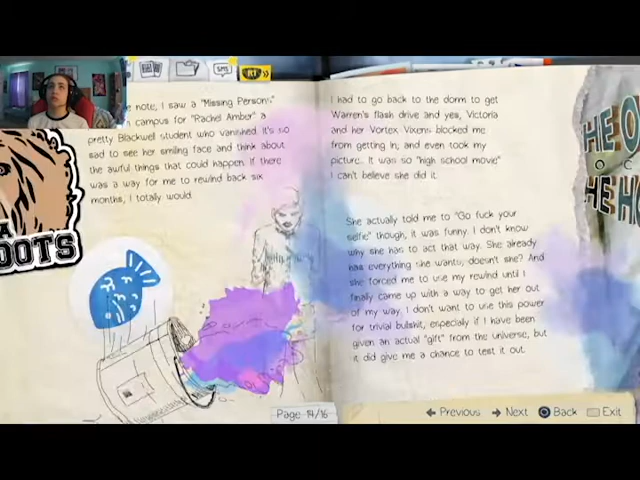 SMS
R1
note, I saw a "Missing Persons"
campus for "Rachel Amber" a
pretty Blackwell student who vanished. It's so
sad to see her smiling face and think about
the awful things that could happen. If there
was a way for me to rewind back six
months, I totally would.
OOTS
I had to go back to the dorm to get
Warren's flash drive and yes, Victoria
and her Vortex Vixens blocked me
from getting in, and even took my
picture. It was so "high school movie"
I can't believe she did it.
She actually told me to "Go fuck your
selfie" though, it was funny. I don't know
why she has to act that way. She already
has everything she wants, doesn't she? And
she forced me to use my rewind until I
finally came up with a way to get her out
of my way. I don't want to use this power
for trivial bullshit, especially if I have been
given an actual "gift" from the universe, but
it did give me a chance to test it out.
HE O
O C
HE HO
Page 14/16
Previous
Next
Back
Exit